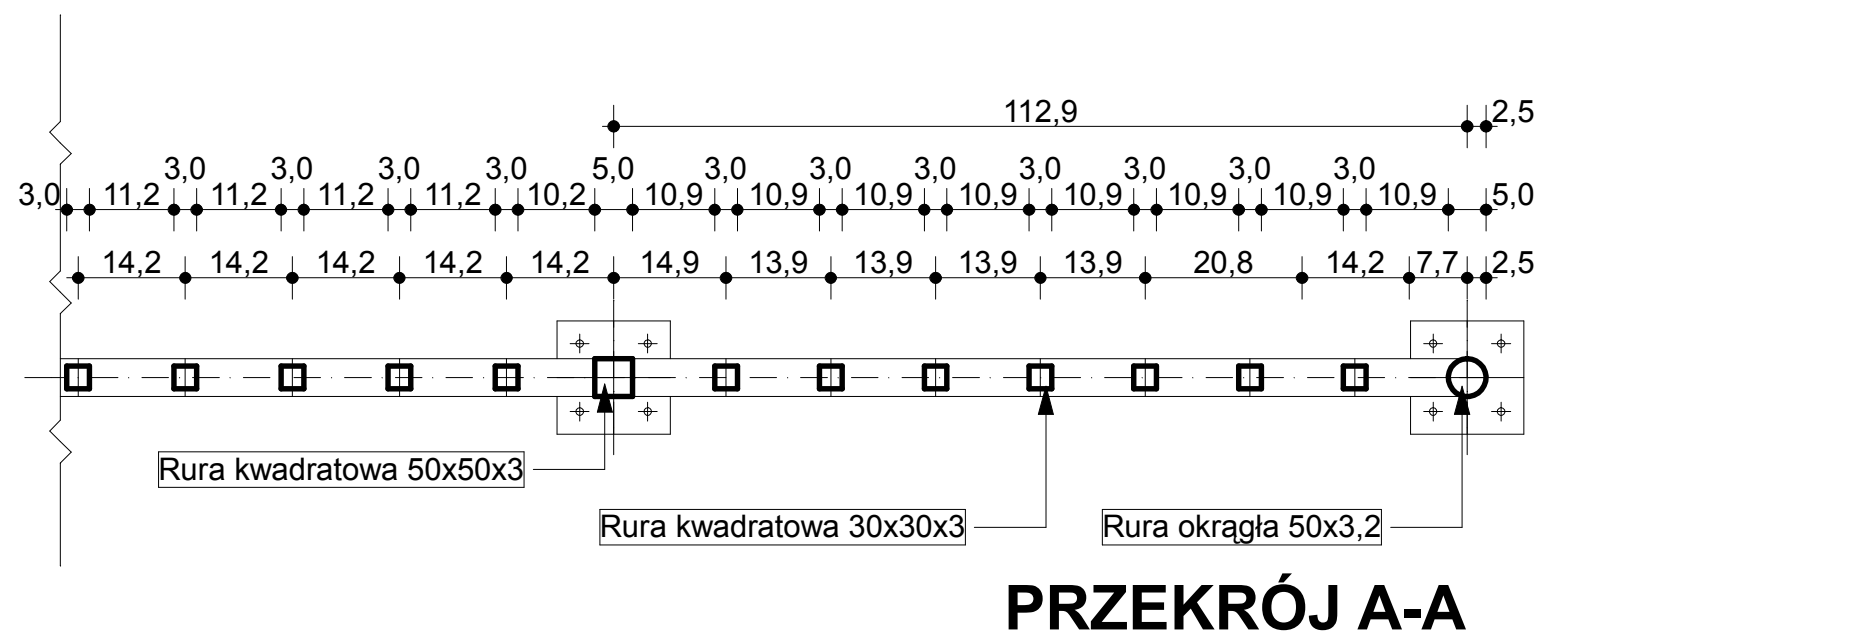 112,9 2,5
3,0 3,0 3,0 3,0 5,0 3,0 3,0 3,0 3,0 3,0 3,0 3,0
3,0 11,2 11,2 11,2 11,2 10,2 10,9 10,9 10,9 10,9 10,9 10,9 10,9 10,9 5,0
14,2 14,2 14,2 14,2 14,2 14,9 13,9 13,9 13,9 13,9 20,8 14,2 7,7 2,5
Rura kwadratowa 50x50x3
Rura kwadratowa 30x30x3 Rura okrągła 50x3,2
PRZEKRÓJ A-A